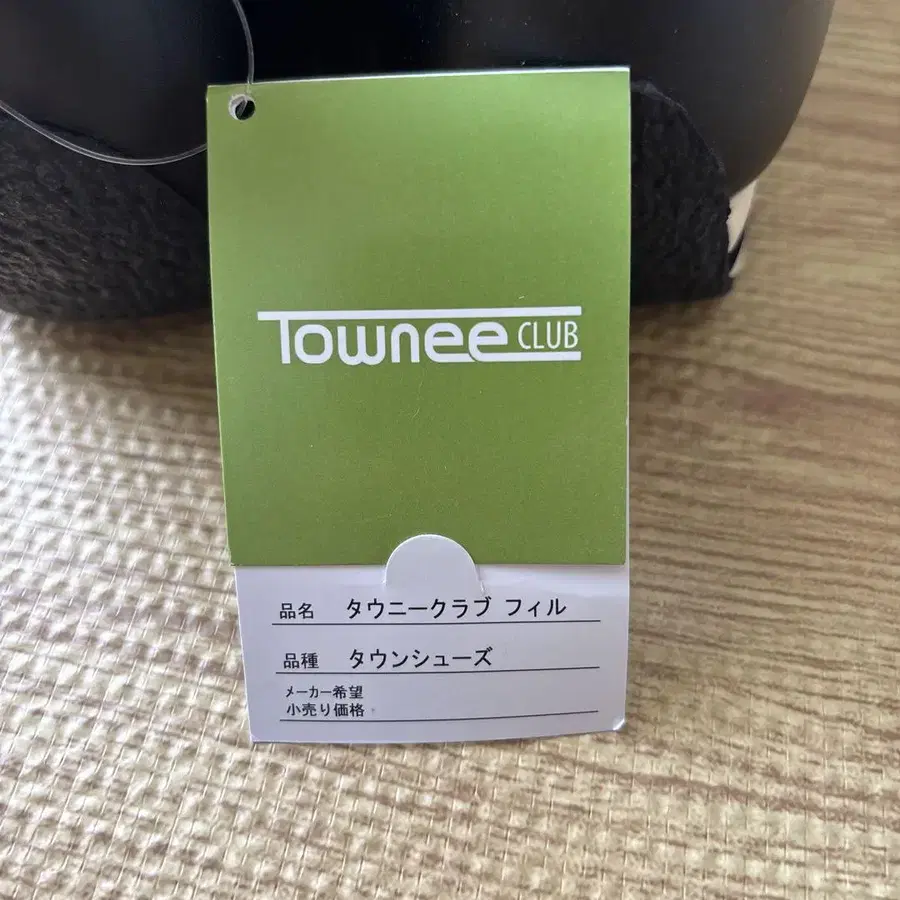 Townee CLUB
品名 タウニークラブ フィル
品種 タウンシューズ
メーカー希望
小売り価格